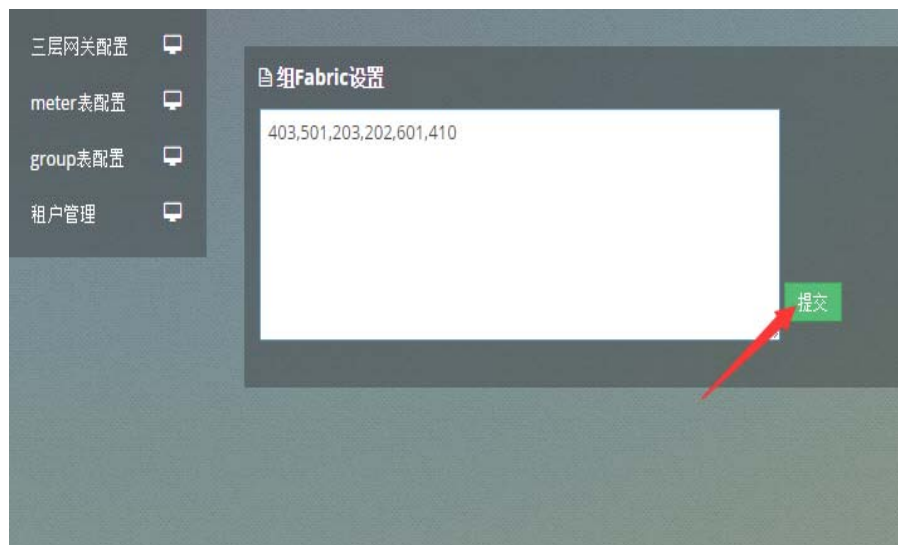 三层网关配置
meter表配置
group表配置
租户管理
组Fabric设置
403,501,203,202,601,410
提交